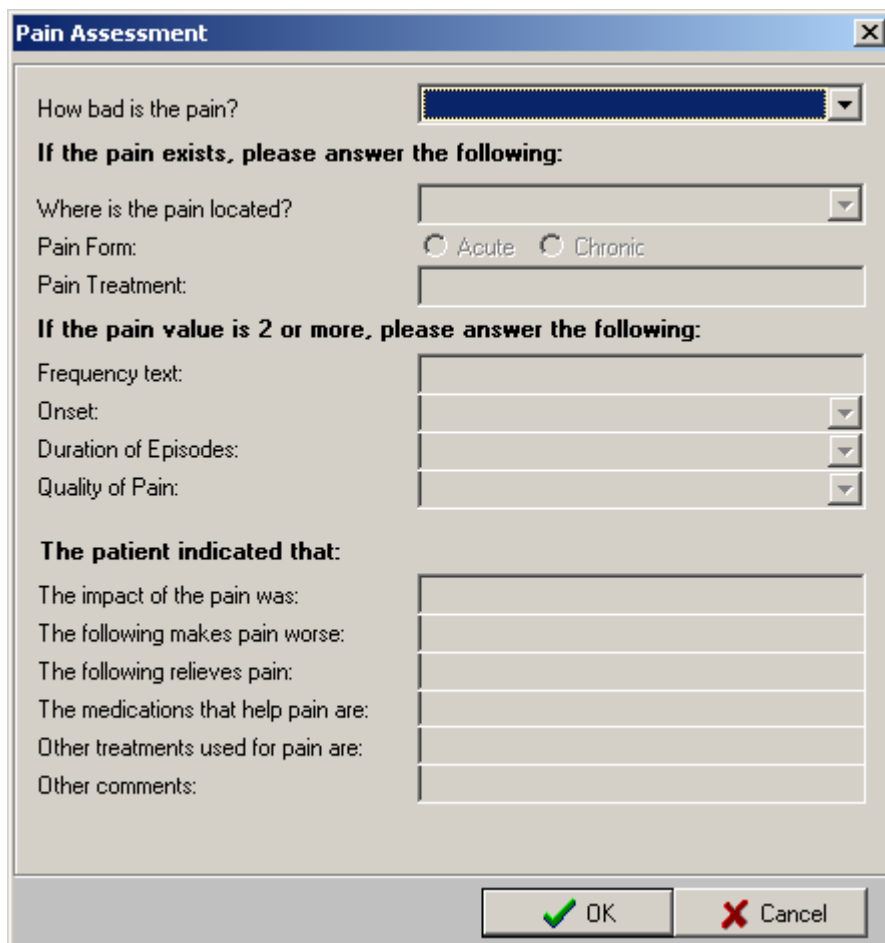 Pain Assessment
How bad is the pain?
If the pain exists, please answer the following:
Where is the pain located?
Pain Form: Acute Chronic
Pain Treatment:
If the pain value is 2 or more, please answer the following:
Frequency text:
Onset:
Duration of Episodes:
Quality of Pain:
The patient indicated that:
The impact of the pain was:
The following makes pain worse:
The following relieves pain:
The medications that help pain are:
Other treatments used for pain are:
Other comments:
OK Cancel